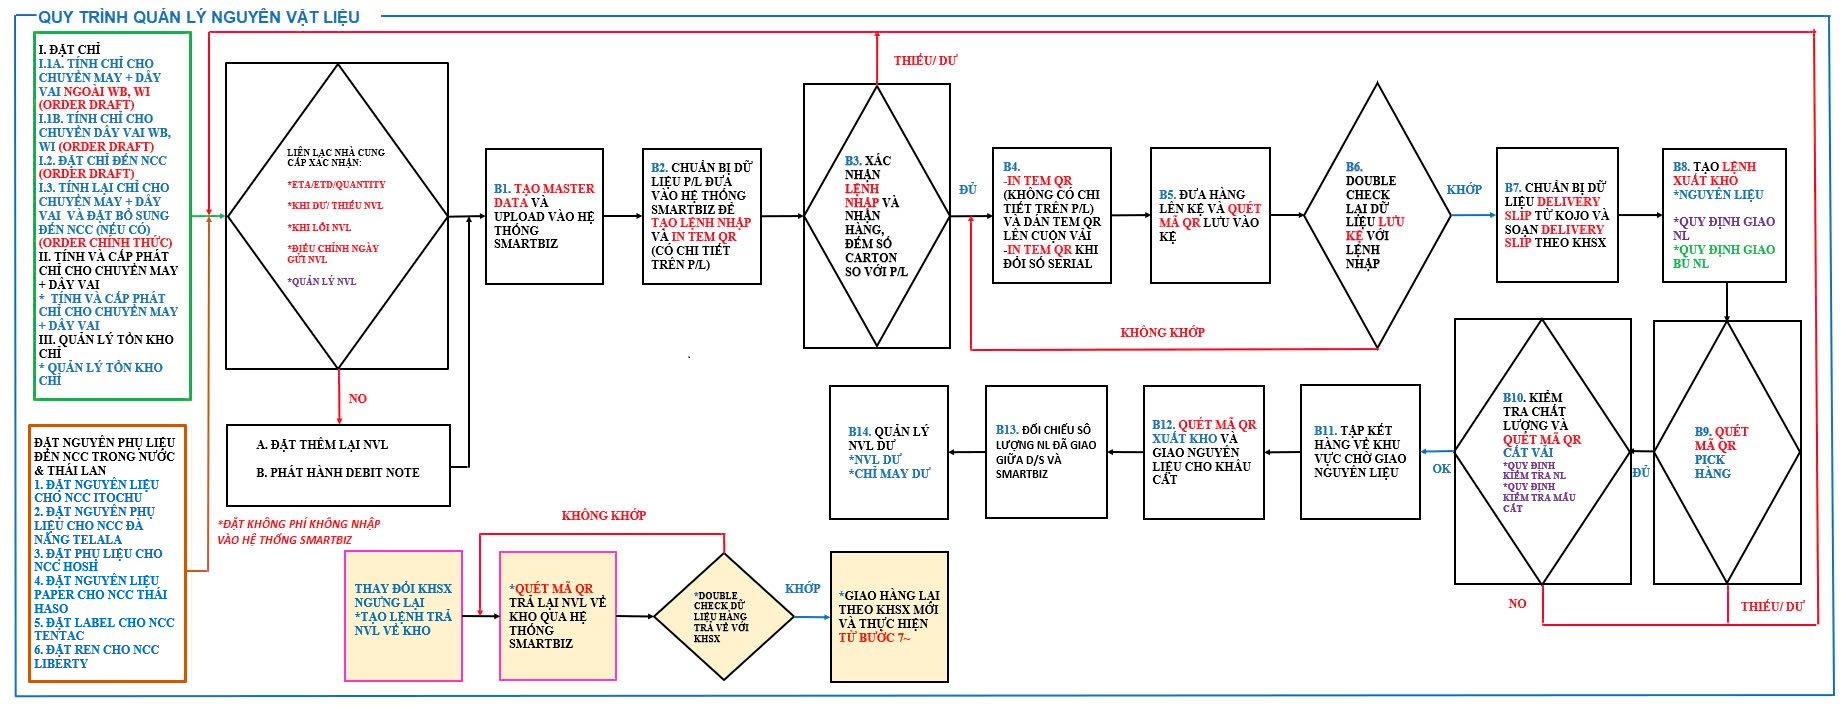 QUY TRÌNH QUẢN LÝ NGUYÊN VẬT LIỆU
I. ĐẶT CHỈ
I.1A. TÍNH CHỈ CHO
CHUYỀN MAY + DÂY
VAI NGOÀI WB, WI
(ORDER DRAFT)
I.1B. TÍNH CHỈ CHO
CHUYỀN DÂY VAI WB,
WI (ORDER DRAFT)
I.2. ĐẶT CHỈ ĐẾN NCC
(ORDER DRAFT)
I.3. TÍNH LẠI CHỈ CHO
CHUYỀN MAY + DÂY
VAI VÀ ĐẶT BỔ SUNG
ĐẾN NCC (NẾU CÓ)
(ORDER CHÍNH THỨC)
II. TÍNH VÀ CẤP PHÁT
CHỈ CHO CHUYỀN MAY
+ DÂY VAI
* TÍNH VÀ CẤP PHÁT
CHỈ CHO CHUYỀN MAY
+ DÂY VAI
III. QUẢN LÝ TỒN KHO
CHỈ
* QUẢN LÝ TỒN KHO
CHỈ
ĐẶT NGUYÊN PHỤ LIỆU
ĐẾN NCC TRONG NƯỚC
& THÁI LAN
1. ĐẶT NGUYÊN LIỆU
CHO NCC ITOCHU
2. ĐẶT NGUYÊN PHỤ
LIỆU CHO NCC ĐÀ
NẴNG TELALA
3. ĐẶT PHỤ LIỆU CHO
NCC HOSH
4. ĐẶT NGUYÊN LIỆU
PAPER CHO NCC THÁI
HASO
5. ĐẶT LABEL CHO NCC
TENTAC
6. ĐẶT REN CHO NCC
LIBERTY
LIÊN LẠC NHÀ CUNG
CẤP XÁC NHẬN:
*ETA/ETD/QUANTITY
*KHI DƯ/ THIẾU NVL
*KHI LỖI NVL
*ĐIỀU CHỈNH NGÀY
GỬI NVL
*QUẢN LÝ NVL
NO
A. ĐẶT THÊM LẠI NVL
B. PHÁT HÀNH DEBIT NOTE
*ĐẶT KHÔNG PHÍ KHÔNG NHẬP
VÀO HỆ THỐNG SMARTBIZ
B1. TẠO MASTER
DATA VÀ
UPLOAD VÀO HỆ
THỐNG
SMARTBIZ
B2. CHUẨN BỊ DỮ
LIỆU P/L ĐƯA
VÀO HỆ THỐNG
SMARTBIZ ĐỂ
TẠO LỆNH NHẬP
VÀ IN TEM QR
(CÓ CHI TIẾT
TRÊN P/L)
THIẾU/ DƯ
B3. XÁC
NHẬN
LỆNH
NHẬP VÀ
NHẬN
HÀNG,
ĐẾM SỐ
CARTON
SO VỚI P/L
ĐỦ
B4.
-IN TEM QR
(KHÔNG CÓ CHI
TIẾT TRÊN P/L)
VÀ DÁN TEM QR
LÊN CUỘN VẢI
-IN TEM QR KHI
ĐỔI SỐ SERIAL
B5. ĐƯA HÀNG
LÊN KỆ VÀ QUÉT
MÃ QR LƯU VÀO
KỆ
B6.
DOUBLE
CHECK
LẠI DỮ
LIỆU LƯU
KỆ VỚI
LỆNH
NHẬP
KHỚP
KHÔNG KHỚP
B7. CHUẨN BỊ DỮ
LIỆU DELIVERY
SLIP TỪ KOJO VÀ
SOẠN DELIVERY
SLIP THEO KHSX
B8. TẠO LỆNH
XUẤT KHO
*NGUYÊN LIỆU
*QUY ĐỊNH GIAO
NL
*QUY ĐỊNH GIAO
BÙ NL
B9. QUÉT
MÃ QR
PICK
HÀNG
THIẾU/ DƯ
ĐỦ
B10. KIỂM
TRA CHẤT
LƯỢNG VÀ
QUÉT MÃ QR
CẮT VẢI
*QUY ĐỊNH
KIỂM TRA NL
*QUY ĐỊNH
KIỂM TRA MẪU
CẮT
NO
OK
B11. TẬP KẾT
HÀNG VỀ KHU
VỰC CHỜ GIAO
NGUYÊN LIỆU
B12. QUÉT MÃ QR
XUẤT KHO VÀ
GIAO NGUYÊN
LIỆU CHO KHÂU
CẮT
B13. ĐỐI CHIẾU SỐ
LƯỢNG NL ĐÃ GIAO
GIỮA D/S VÀ
SMARTBIZ
B14. QUẢN LÝ
NVL DƯ
*NVL DƯ
*CHỈ MAY DƯ
THAY ĐỔI KHSX
NGƯNG LẠI
*TẠO LỆNH TRẢ
NVL VỀ KHO
KHÔNG KHỚP
*QUÉT MÃ QR
TRẢ LẠI NVL VỀ
KHO QUA HỆ
THỐNG
SMARTBIZ
*DOUBLE
CHECK DỮ
LIỆU HÀNG
TRẢ VỀ VỚI
KHSX
KHỚP
*GIAO HÀNG LẠI
THEO KHSX MỚI
VÀ THỰC HIỆN
TỪ BƯỚC 7~